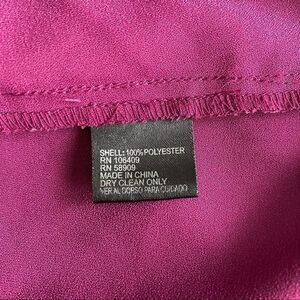 SHELL: 100%POLYESTER
RN 106409
RN 58909
MADE IN CHINA
DRY CLEAN ONLY
VER AL DORSO PARA CUIDADO